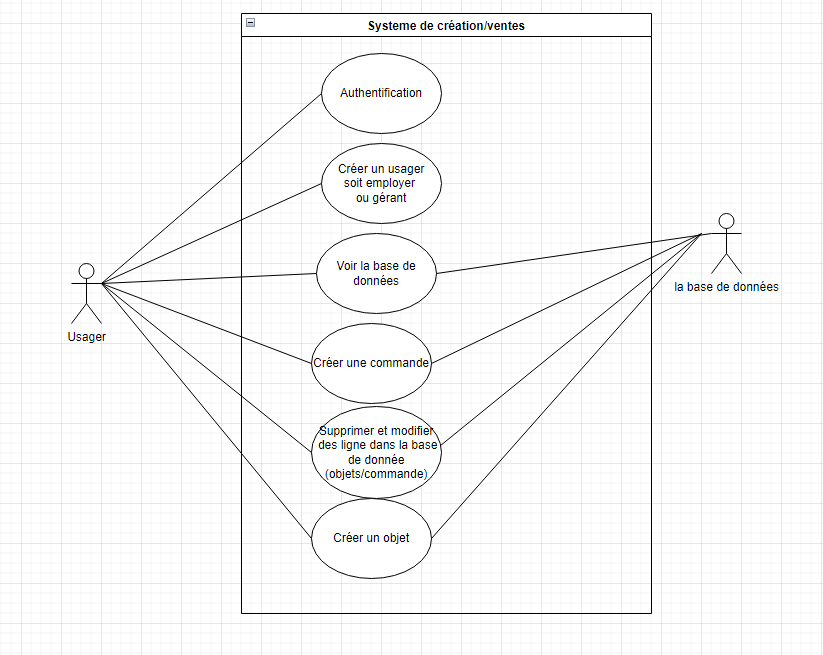 Systeme de création/ventes
Authentification
Créer un usager
soit employer
ou gérant
Voir la base de
données
la base de données
Usager
Créer une commande
Supprimer et modifier
des ligne dans la base
de donnée
(objets/commande)
Créer un objet